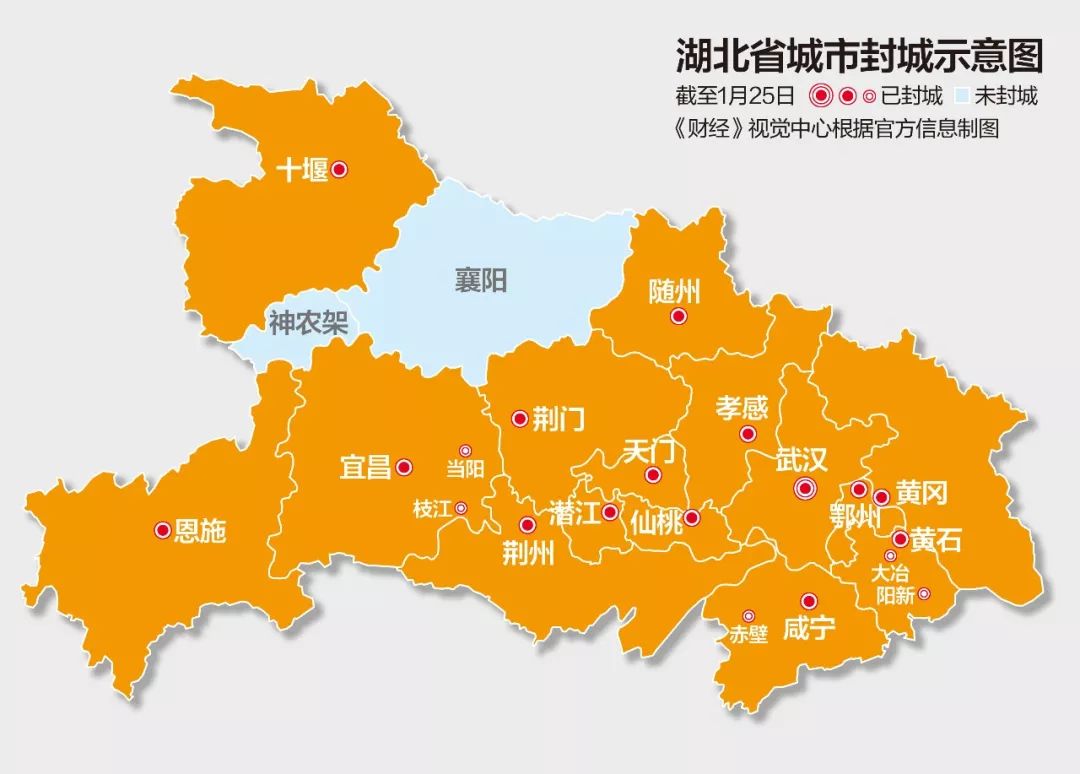 湖北省城市封城示意图
截至1月25日 已封城 未封城
《财经》视觉中心根据官方信息制图
十堰
襄阳
随州
神农架
孝感
荆门
天门
武汉
宜昌
当阳
黄冈
枝江
潜江
仙桃
鄂州
恩施
荆州
黄石
大冶
阳新
赤壁
咸宁